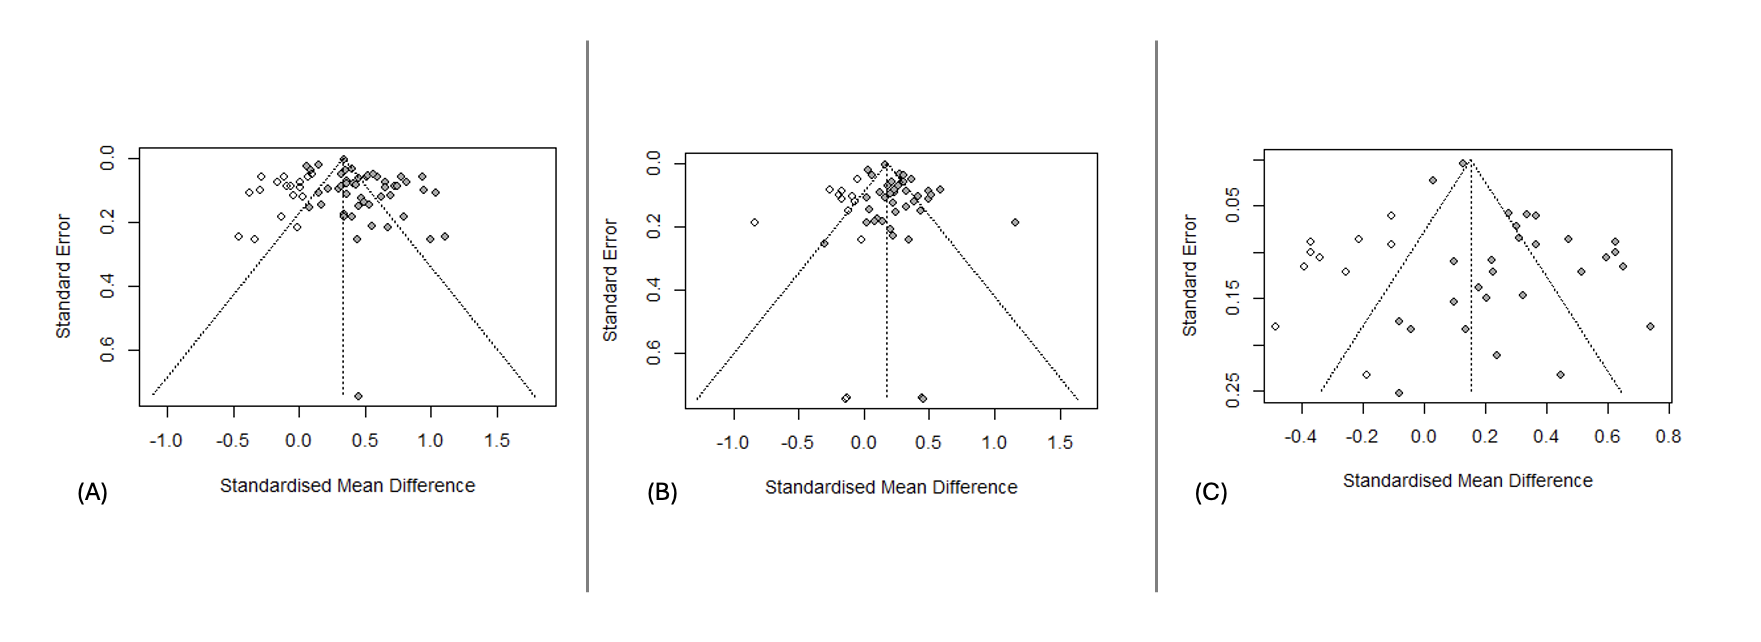 0.0
0.2
0.4
0.6
Standard Error
-1.0 -0.5 0.0 0.5 1.0 1.5
Standardised Mean Difference
(A)
0.0
0.2
0.4
0.6
Standard Error
-1.0 -0.5 0.0 0.5 1.0 1.5
Standardised Mean Difference
(B)
0.05
0.15
0.25
Standard Error
-0.4 -0.2 0.0 0.2 0.4 0.6 0.8
Standardised Mean Difference
(C)